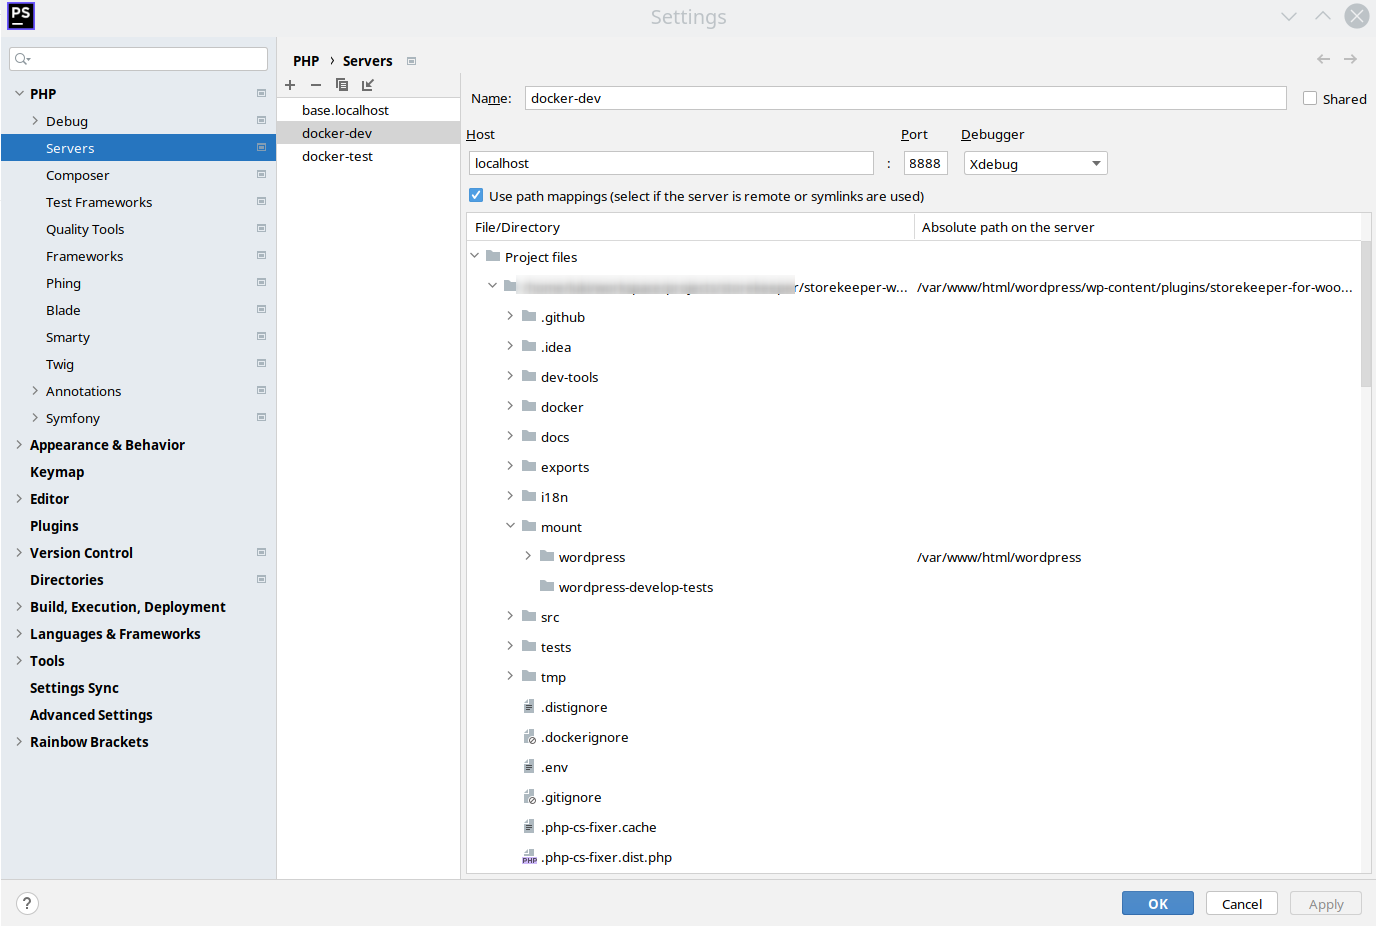 PS
Settings
PHP
Debug
Servers
Composer
Test Frameworks
Quality Tools
Frameworks
Phing
Blade
Smarty
Twig
Annotations
Symfony
Appearance & Behavior
Keymap
Editor
Plugins
Version Control
Directories
Build, Execution, Deployment
Languages & Frameworks
Tools
Settings Sync
Advanced Settings
Rainbow Brackets
PHP › Servers
base.localhost
docker-dev
docker-test
Name: docker-dev Shared
Host Port Debugger
localhost : 8888 Xdebug
Use path mappings (select if the server is remote or symlinks are used)
File/Directory Absolute path on the server
Project files
r/storekeeper-w... /var/www/html/wordpress/wp-content/plugins/storekeeper-for-woo...
.github
.idea
dev-tools
docker
docs
exports
i18n
mount
wordpress /var/www/html/wordpress
wordpress-develop-tests
src
tests
tmp
.distignore
.dockerignore
.env
.gitignore
.php-cs-fixer.cache
.php-cs-fixer.dist.php
? OK Cancel Apply